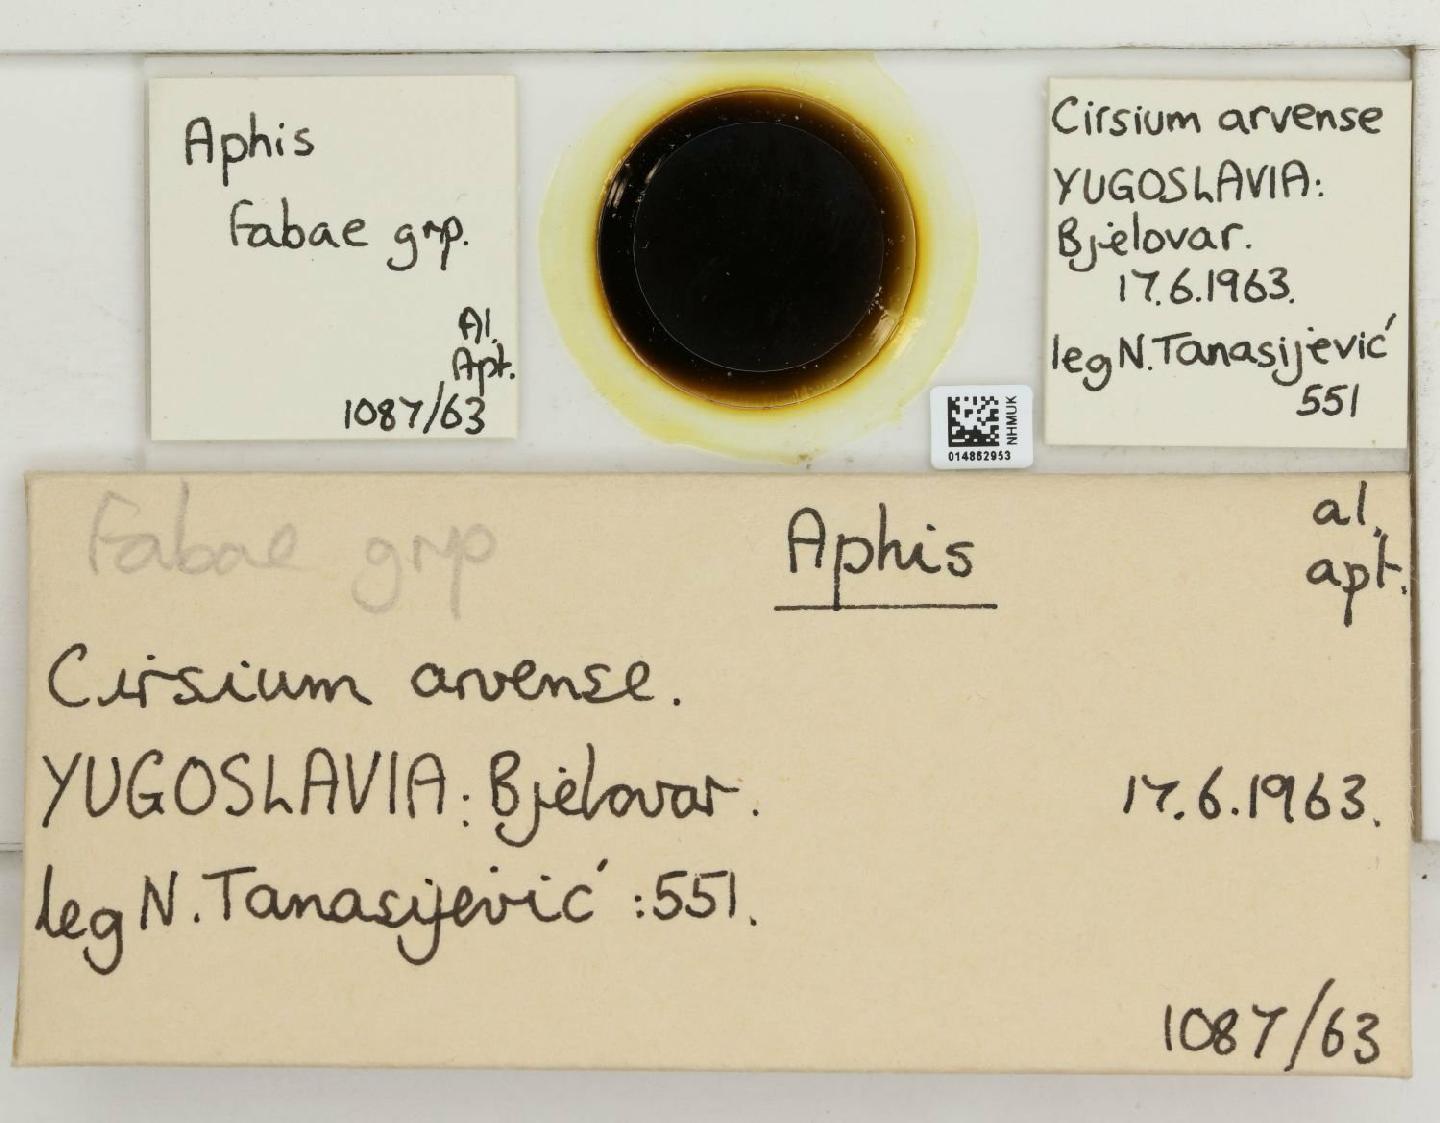 Aphis
fabae grp.
Al.
Apt.
1087/63
Cirsium arvense
YUGOSLAVIA:
Bjelovar.
17.6.1963.
leg N. Tanasijević
551
NHMUK
014852953
fabae grp
Aphis
al.
apt.
Cirsium arvense.
YUGOSLAVIA: Bjelovar.
17.6.1963.
leg N. Tanasijević :551.
1087/63